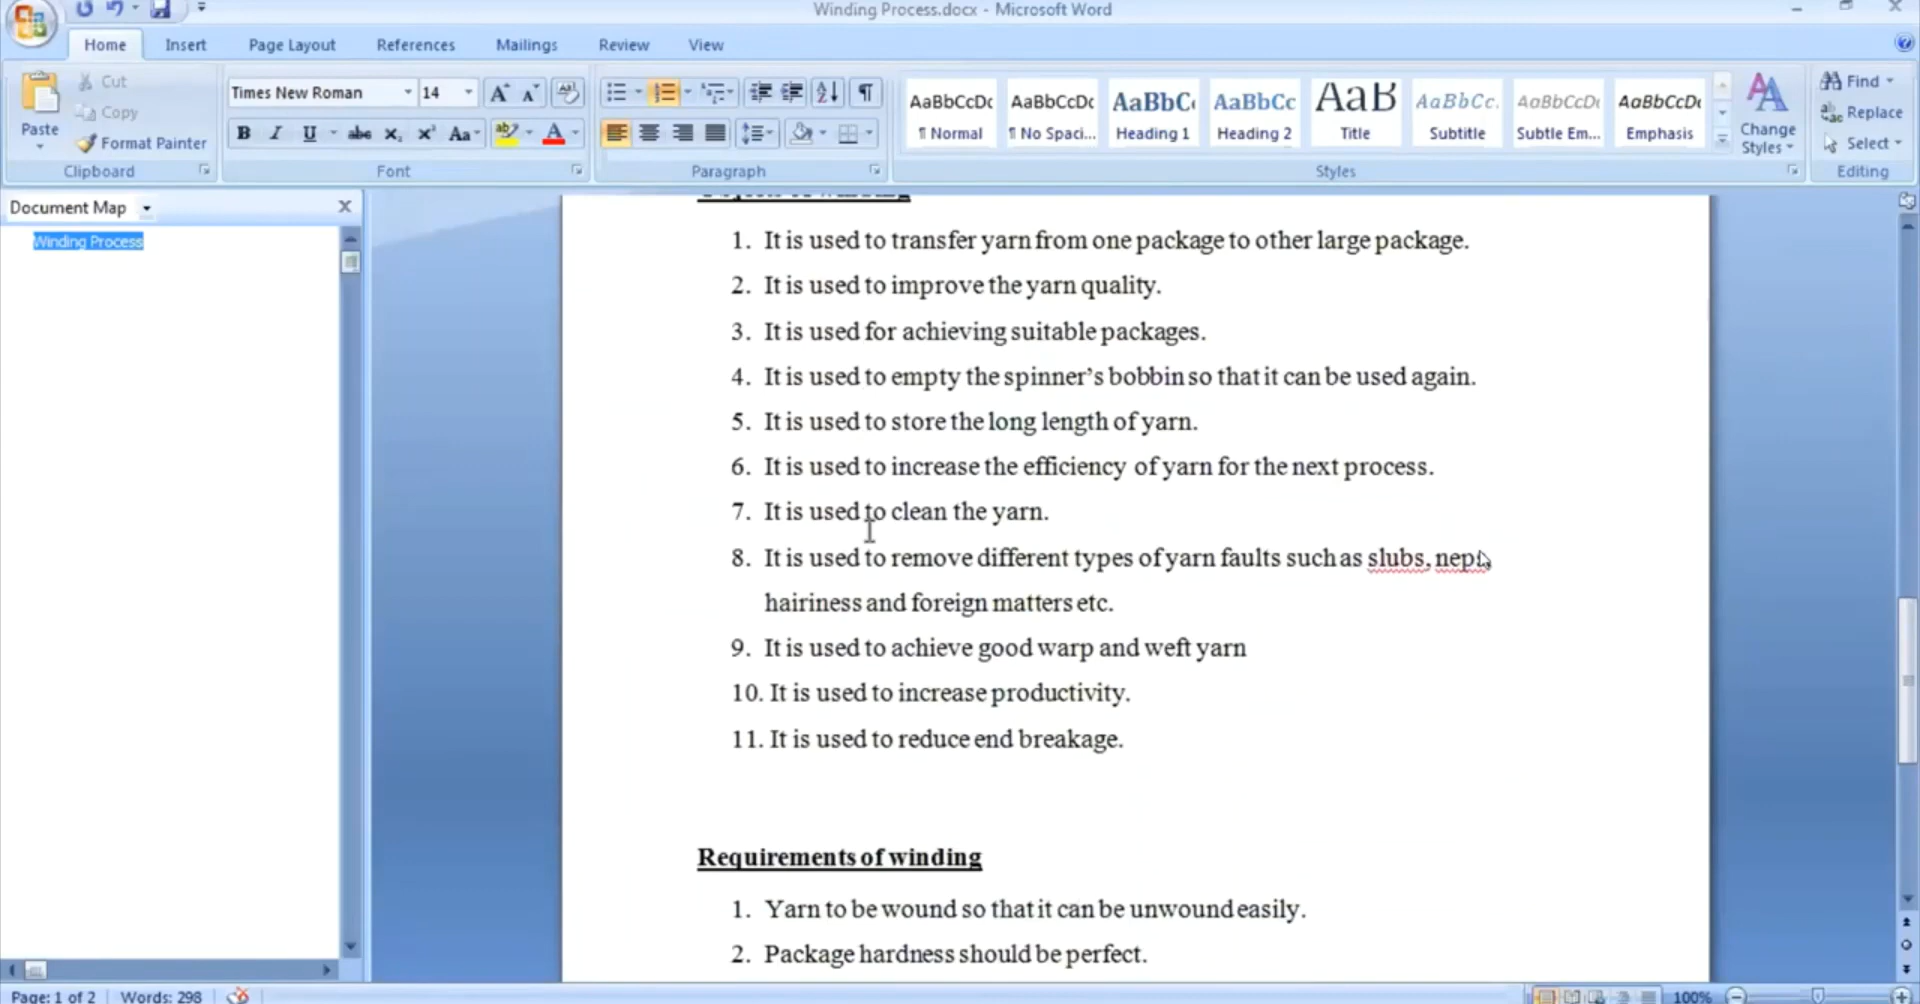 Winding Process.docx - Microsoft Word
Home Insert Page Layout References Mailings Review View
Paste
Cut
Copy
Format Painter
Clipboard
Times New Roman 14
Font
Paragraph
AaBbCcDc AaBbCcDc AaBbC AaBbCc AaB AaBbCc. AaBbCcDı AaBbCcDı
¶ Normal ¶ No Spaci... Heading 1 Heading 2 Title Subtitle Subtle Em... Emphasis
Styles
Change
Styles
Find
Replace
Select
Editing
Document Map
Winding Process
winding
1. It is used to transfer yarn from one package to other large package.
2. It is used to improve the yarn quality.
3. It is used for achieving suitable packages.
4. It is used to empty the spinner’s bobbin so that it can be used again.
5. It is used to store the long length of yarn.
6. It is used to increase the efficiency of yarn for the next process.
7. It is used to clean the yarn.
8. It is used to remove different types of yarn faults such as slubs, nept,
hairiness and foreign matters etc.
9. It is used to achieve good warp and weft yarn
10. It is used to increase productivity.
11. It is used to reduce end breakage.
Requirements of winding
1. Yarn to be wound so that it can be unwound easily.
2. Package hardness should be perfect.
Page: 1 of 2 Words: 298 100%